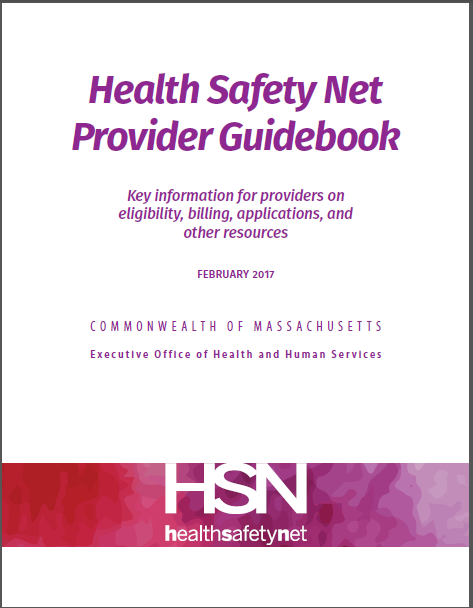 Health Safety Net
Provider Guidebook
Key information for providers on
eligibility, billing, applications, and
other resources
FEBRUARY 2017
COMMONWEALTH OF MASSACHUSETTS
Executive Office of Health and Human Services
HSN
healthsafetynet